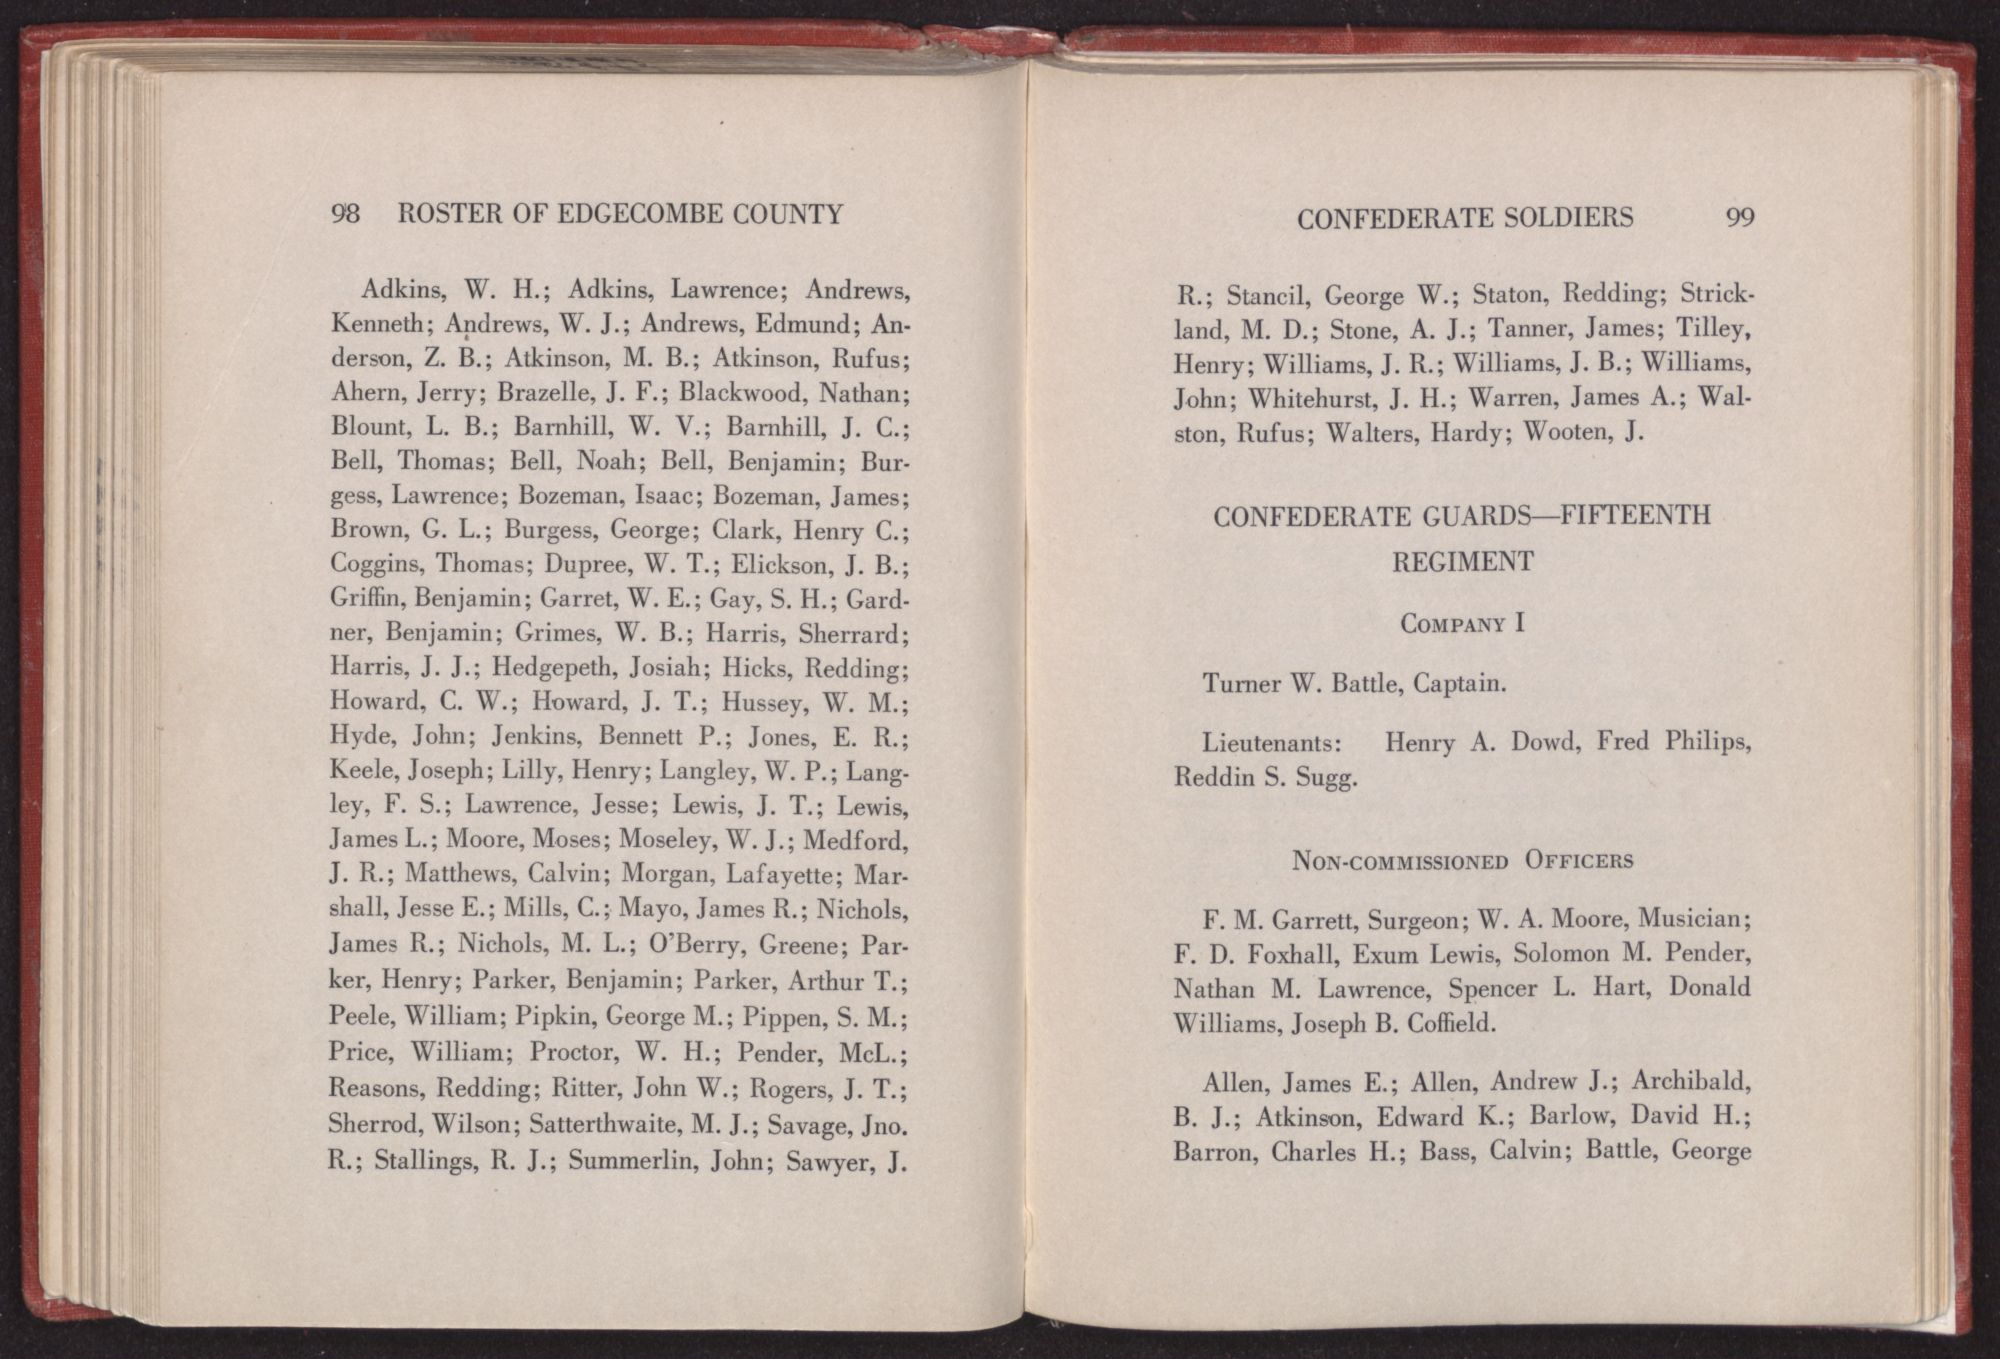 98 ROSTER OF EDGECOMBE COUNTY
Adkins, W. H.; Adkins, Lawrence; Andrews,
Kenneth; Andrews, W. J.; Andrews, Edmund; An-
derson, Z. B.; Atkinson, M. B.; Atkinson, Rufus;
Ahern, Jerry; Brazelle, J. F.; Blackwood, Nathan;
Blount, L. B.; Barnhill, W. V.; Barnhill, J. C.;
Bell, Thomas; Bell, Noah; Bell, Benjamin; Bur-
gess, Lawrence; Bozeman, Isaac; Bozeman, James;
Brown, G. L.; Burgess, George; Clark, Henry C.;
Coggins, Thomas; Dupree, W. T.; Elickson, J. B.;
Griffin, Benjamin; Garret, W. E.; Gay, S. H.; Gard-
ner, Benjamin; Grimes, W. B.; Harris, Sherrard;
Harris, J. J.; Hedgepeth, Josiah; Hicks, Redding;
Howard, C. W.; Howard, J. T.; Hussey, W. M.;
Hyde, John; Jenkins, Bennett P.; Jones, E. R.;
Keele, Joseph; Lilly, Henry; Langley, W. P.; Lang-
ley, F. S.; Lawrence, Jesse; Lewis, J. T.; Lewis,
James L.; Moore, Moses; Moseley, W. J.; Medford,
J. R.; Matthews, Calvin; Morgan, Lafayette; Mar-
shall, Jesse E.; Mills, C.; Mayo, James R.; Nichols,
James R.; Nichols, M. L.; O'Berry, Greene; Par-
ker, Henry; Parker, Benjamin; Parker, Arthur T.;
Peele, William; Pipkin, George M.; Pippen, S. M.;
Price, William; Proctor, W. H.; Pender, McL.;
Reasons, Redding; Ritter, John W.; Rogers, J. T.;
Sherrod, Wilson; Satterthwaite, M. J.; Savage, Jno.
R.; Stallings, R. J.; Summerlin, John; Sawyer, J.
CONFEDERATE SOLDIERS 99
R.; Stancil, George W.; Staton, Redding; Strick-
land, M. D.; Stone, A. J.; Tanner, James; Tilley,
Henry; Williams, J. R.; Williams, J. B.; Williams,
John; Whitehurst, J. H.; Warren, James A.; Wal-
ston, Rufus; Walters, Hardy; Wooten, J.
CONFEDERATE GUARDS—FIFTEENTH
REGIMENT
COMPANY I
Turner W. Battle, Captain.
Lieutenants: Henry A. Dowd, Fred Philips,
Reddin S. Sugg.
NON-COMMISSIONED OFFICERS
F. M. Garrett, Surgeon; W. A. Moore, Musician;
F. D. Foxhall, Exum Lewis, Solomon M. Pender,
Nathan M. Lawrence, Spencer L. Hart, Donald
Williams, Joseph B. Coffield.
Allen, James E.; Allen, Andrew J.; Archibald,
B. J.; Atkinson, Edward K.; Barlow, David H.;
Barron, Charles H.; Bass, Calvin; Battle, George